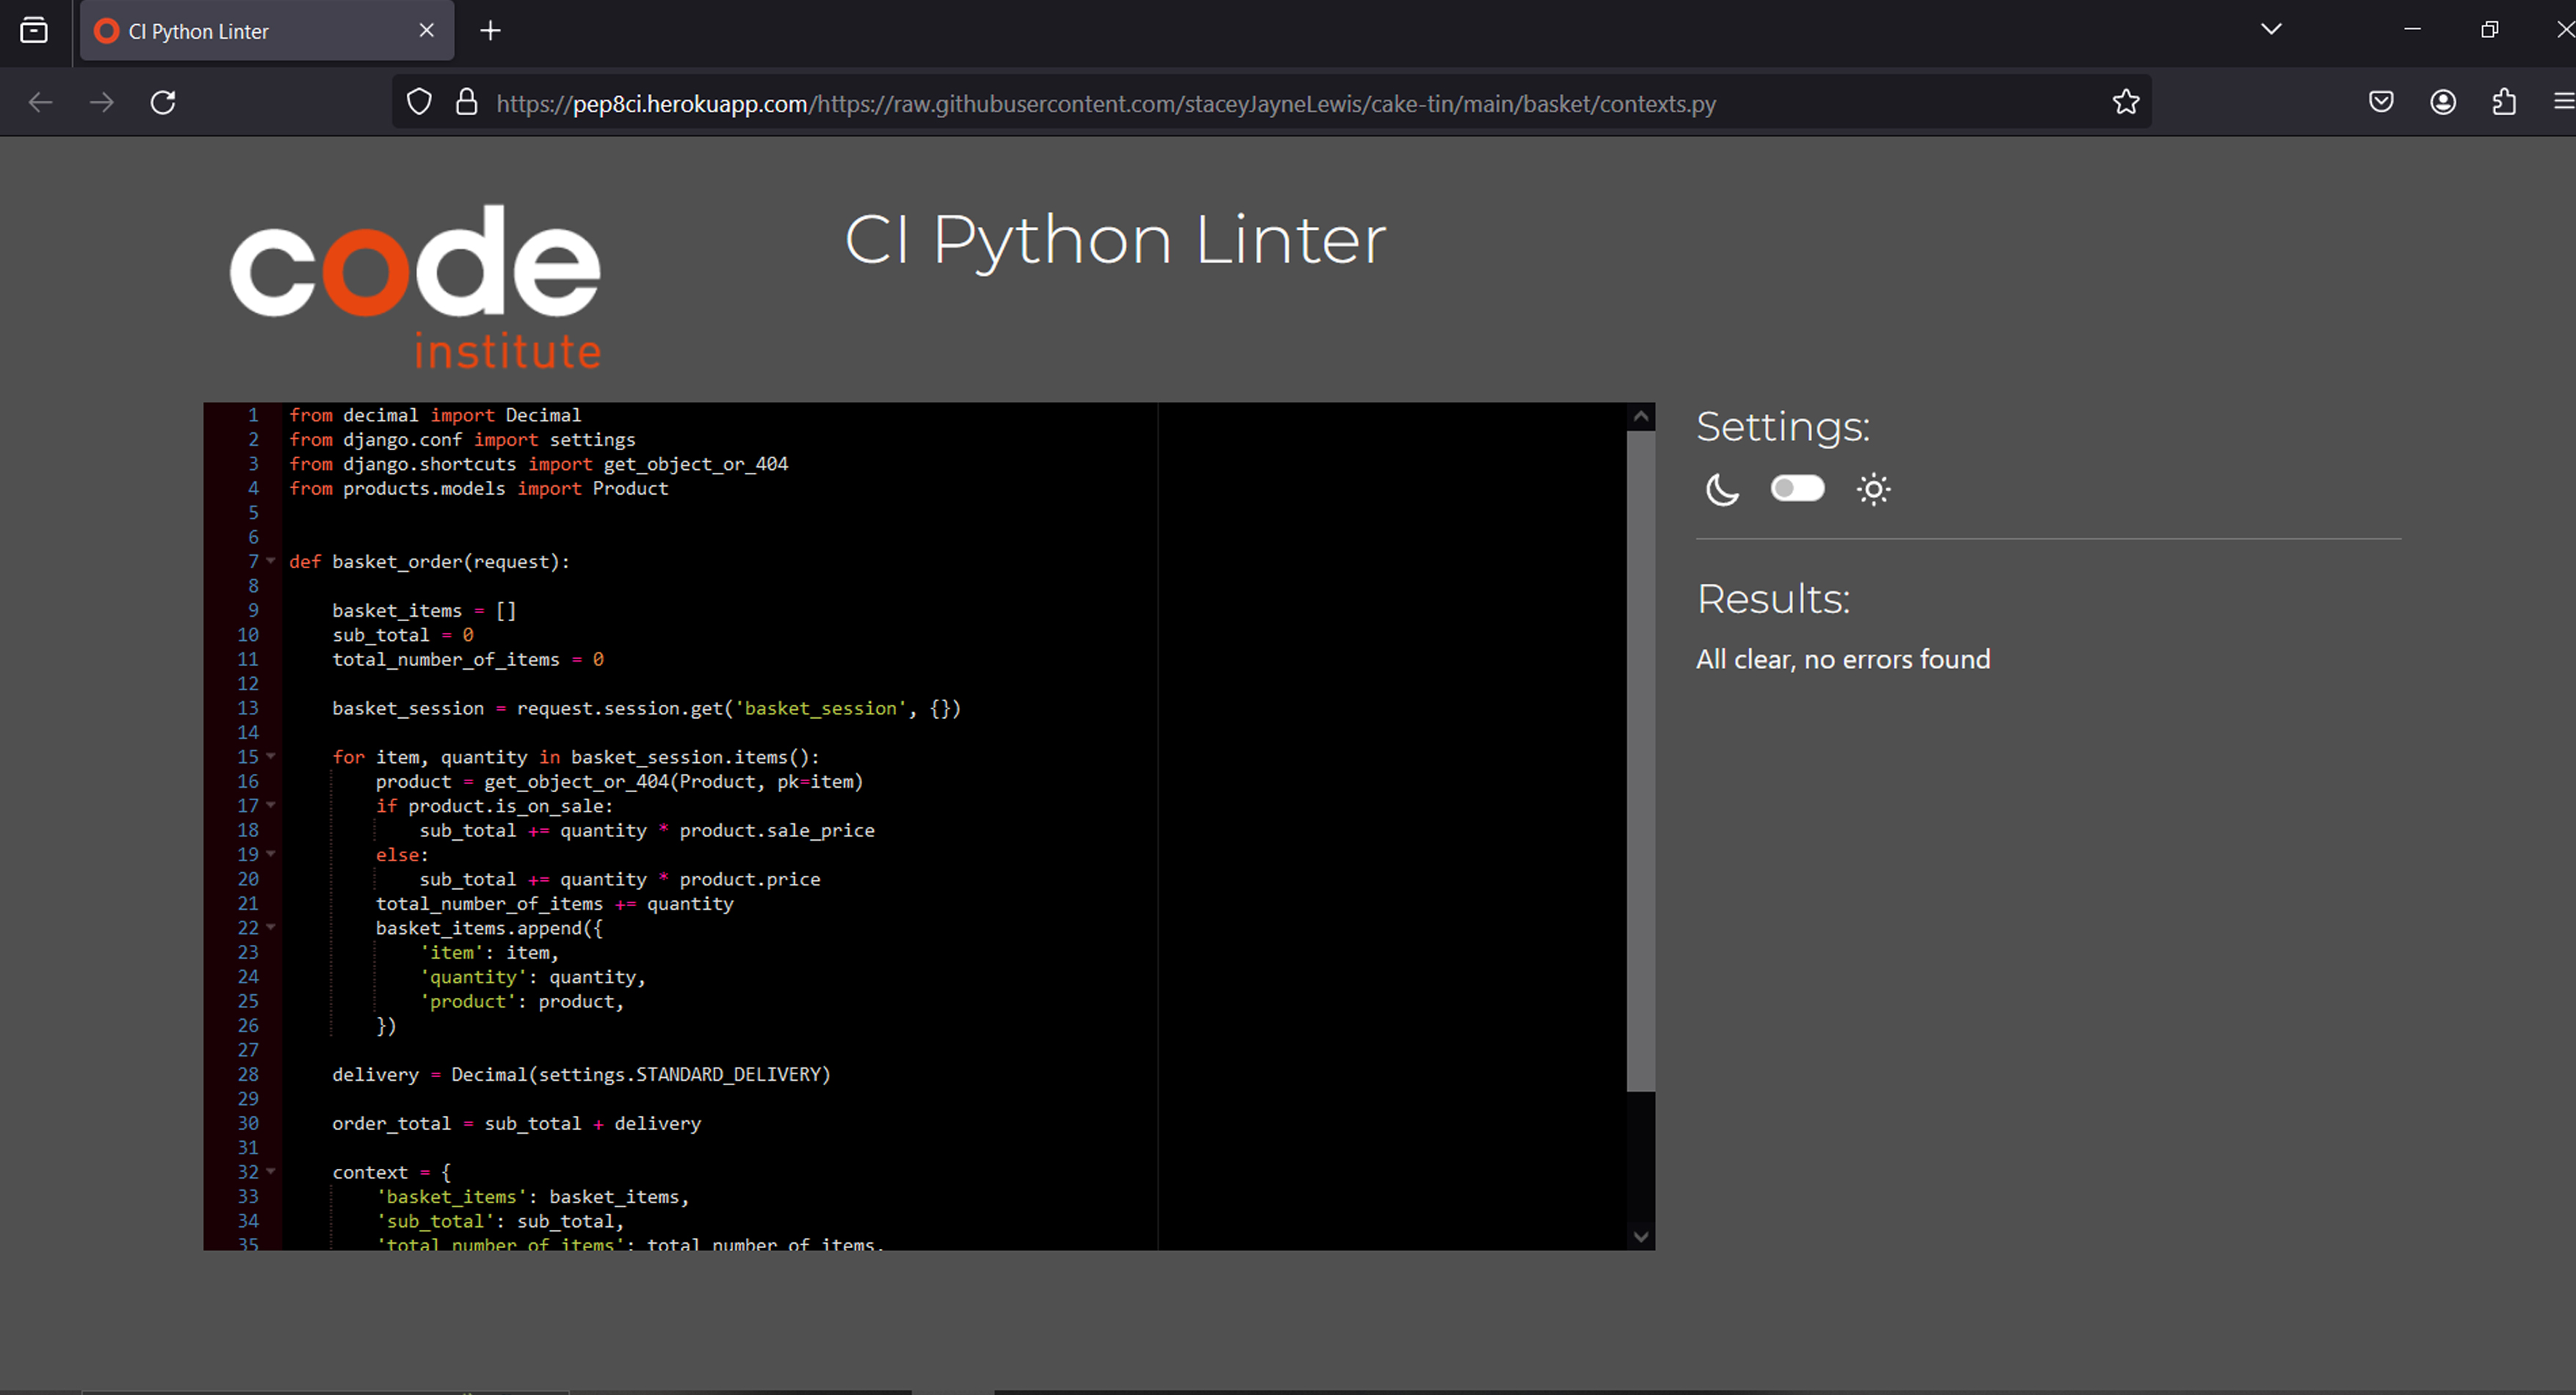 CI Python Linter
https://pep8ci.herokuapp.com/https://raw.githubusercontent.com/staceyJayneLewis/cake-tin/main/basket/contexts.py
code
institute
CI Python Linter
1 from decimal import Decimal
2 from django.conf import settings
3 from django.shortcuts import get_object_or_404
4 from products.models import Product
5
6
7 def basket_order(request):
8
9     basket_items = []
10     sub_total = 0
11     total_number_of_items = 0
12
13     basket_session = request.session.get('basket_session', {})
14
15     for item, quantity in basket_session.items():
16         product = get_object_or_404(Product, pk=item)
17         if product.is_on_sale:
18             sub_total += quantity * product.sale_price
19         else:
20             sub_total += quantity * product.price
21         total_number_of_items += quantity
22         basket_items.append({
23             'item': item,
24             'quantity': quantity,
25             'product': product,
26         })
27
28     delivery = Decimal(settings.STANDARD_DELIVERY)
29
30     order_total = sub_total + delivery
31
32     context = {
33         'basket_items': basket_items,
34         'sub_total': sub_total,
35         'total_number_of_items': total_number_of_items,
Settings:
Results:
All clear, no errors found